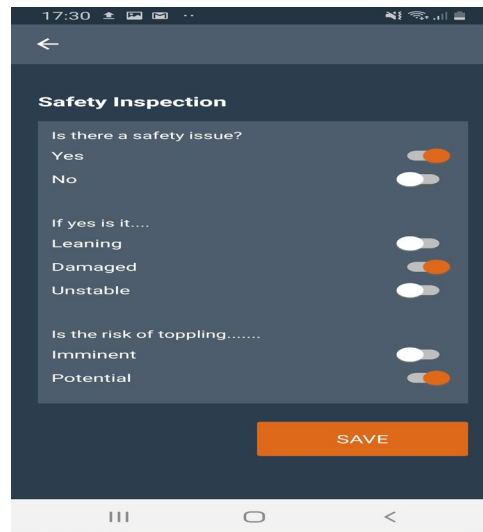 17:30
Safety Inspection
Is there a safety issue?
Yes
No
If yes is it....
Leaning
Damaged
Unstable
Is the risk of toppling.......
Imminent
Potential
SAVE